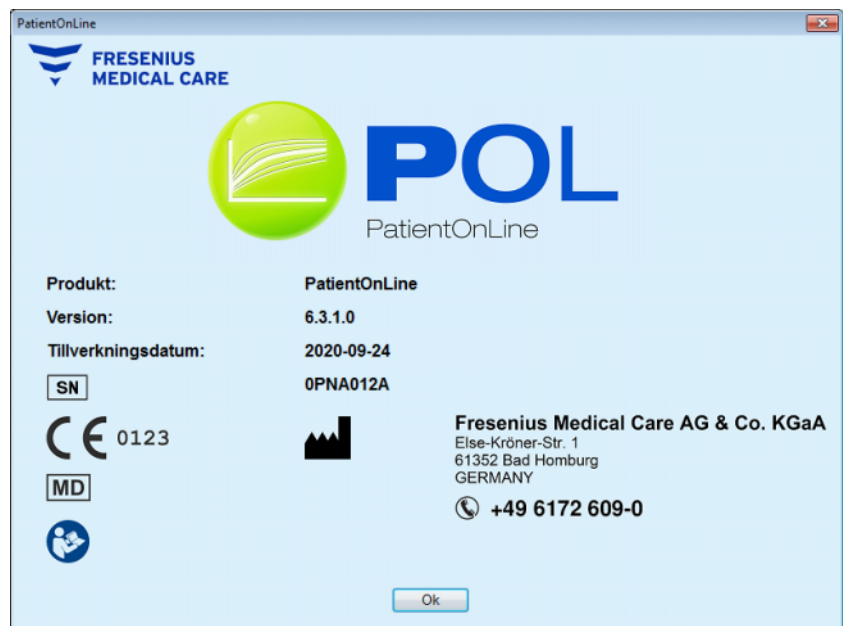 PatientOnLine
FRESENIUS
MEDICAL CARE
POL
PatientOnLine
Produkt: PatientOnLine
Version: 6.3.1.0
Tillverkningsdatum: 2020-09-24
SN 0PNA012A
CE 0123
Fresenius Medical Care AG & Co. KGaA
Else-Kröner-Str. 1
61352 Bad Homburg
GERMANY
MD
+49 6172 609-0
Ok